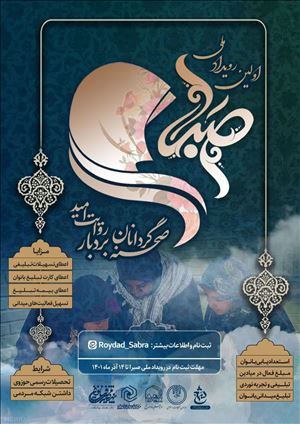 اولین رویداد ملی
صبرا
صحنه گردانان بردبار روایت امید
مزایا
اعطای تسهیلات تبلیغی
اعطای کارت تبلیغ بانوان
اعطای بیمه تبلیغ
تسهیل فعالیت‌های میدانی
شرایط
تحصیلات رسمی حوزوی
داشتن شبکه مردمی
ثبت نام و اطلاعات بیشتر: Roydad_Sabra
مهلت ثبت نام در رویداد ملی صبرا تا ۱۴ آذر ماه ۱۴۰۱
استعدادیابی بانوان
مبلغ فعال در میادین
تبلیغی و تجربه نوردی
تبلیغ میدانی بانوان